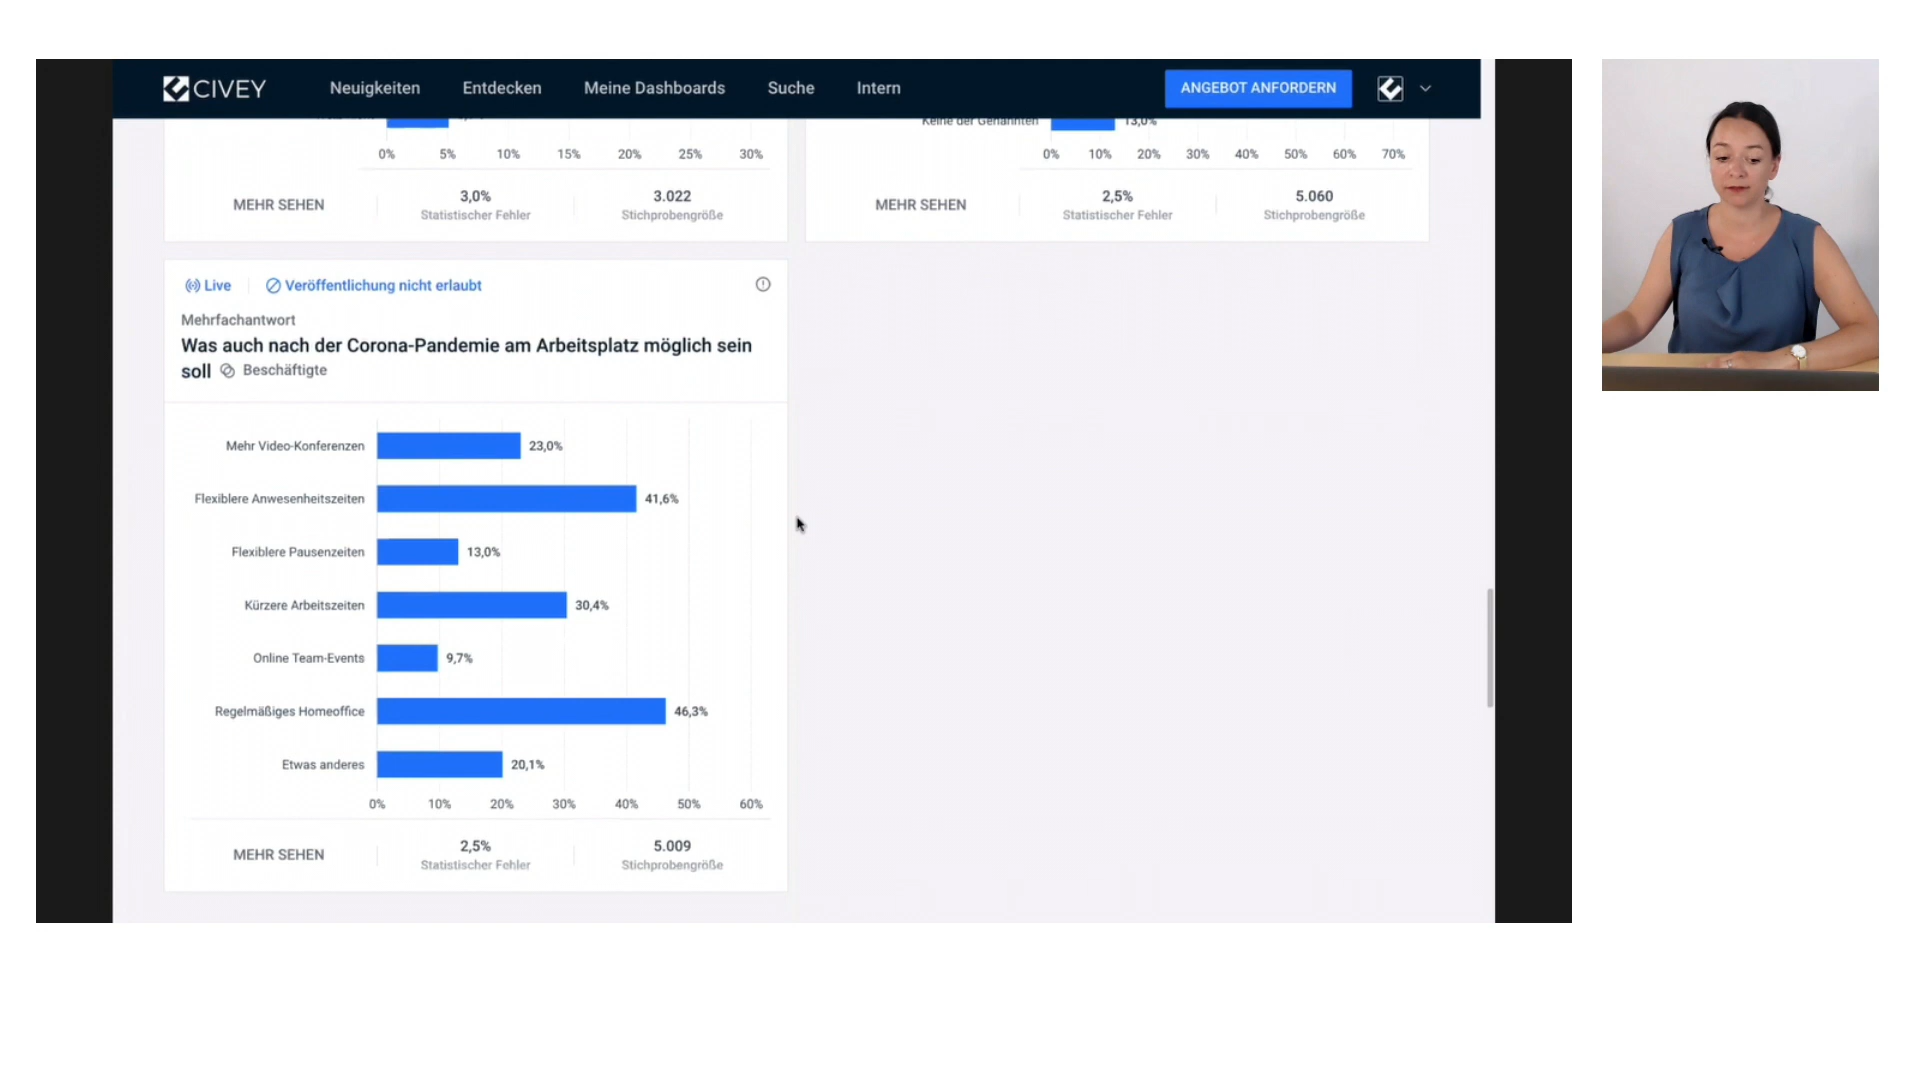 CIVEY
Neuigkeiten
Entdecken
Meine Dashboards
Suche
Intern
ANGEBOT ANFORDERN
0% 5% 10% 15% 20% 25% 30%
MEHR SEHEN
3,0%
Statistischer Fehler
3.022
Stichprobengröße
Keine der Genannten
13,0%
0% 10% 20% 30% 40% 50% 60% 70%
MEHR SEHEN
2,5%
Statistischer Fehler
5.060
Stichprobengröße
Live
Veröffentlichung nicht erlaubt
Mehrfachantwort
Was auch nach der Corona-Pandemie am Arbeitsplatz möglich sein
soll Beschäftigte
Mehr Video-Konferenzen 23,0%
Flexiblere Anwesenheitszeiten 41,6%
Flexiblere Pausenzeiten 13,0%
Kürzere Arbeitszeiten 30,4%
Online Team-Events 9,7%
Regelmäßiges Homeoffice 46,3%
Etwas anderes 20,1%
0% 10% 20% 30% 40% 50% 60%
MEHR SEHEN
2,5%
Statistischer Fehler
5.009
Stichprobengröße